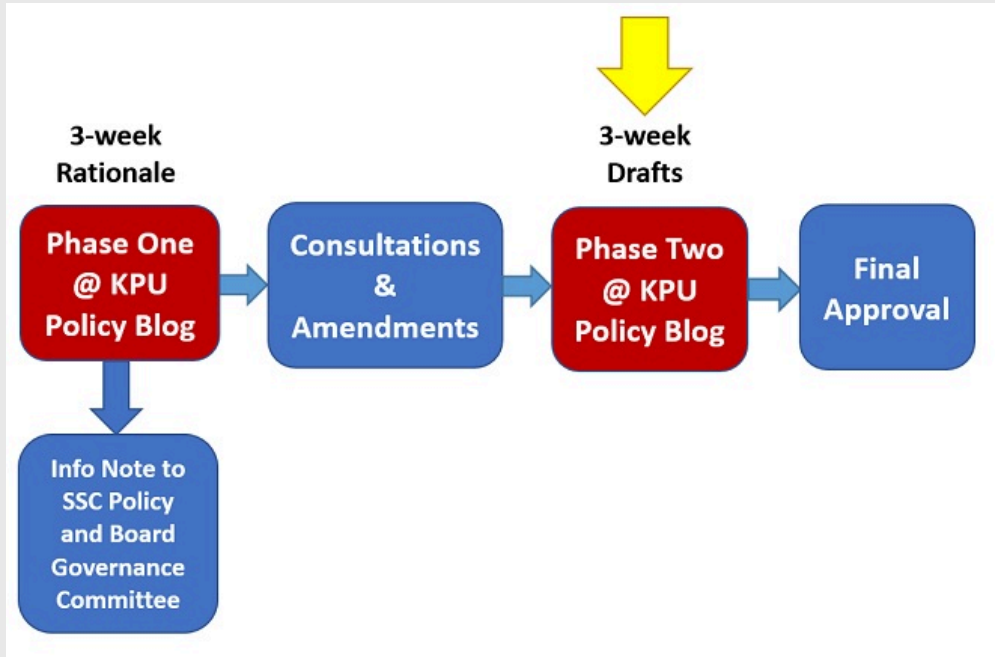 3-week
Rationale
Phase One
@ KPU
Policy Blog
Consultations
&
Amendments
3-week
Drafts
Phase Two
@ KPU
Policy Blog
Final
Approval
Info Note to
SSC Policy
and Board
Governance
Committee